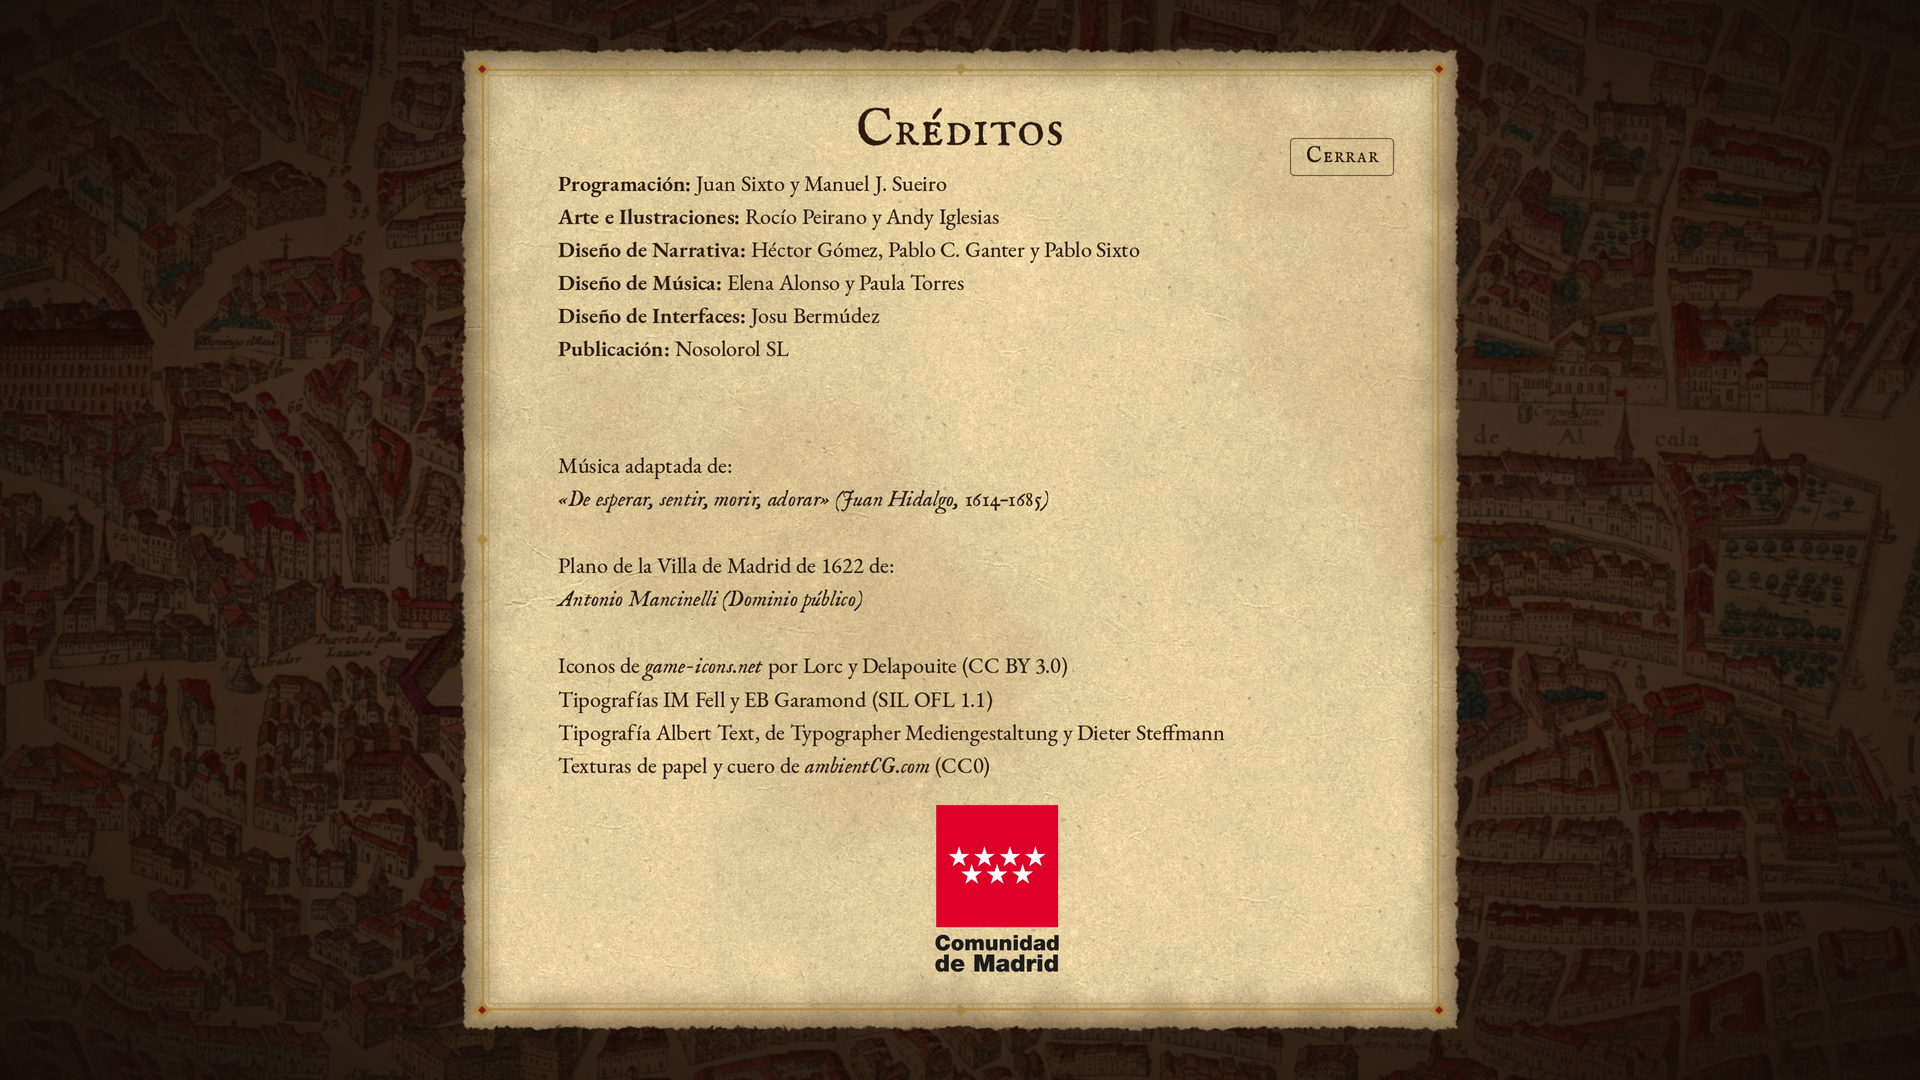 Créditos
Cerrar
Programación: Juan Sixto y Manuel J. Sueiro
Arte e Ilustraciones: Rocío Peirano y Andy Iglesias
Diseño de Narrativa: Héctor Gómez, Pablo C. Ganter y Pablo Sixto
Diseño de Música: Elena Alonso y Paula Torres
Diseño de Interfaces: Josu Bermúdez
Publicación: Nosolorol SL
Música adaptada de:
«De esperar, sentir, morir, adorar» (Juan Hidalgo, 1614–1685)
Plano de la Villa de Madrid de 1622 de:
Antonio Mancinelli (Dominio público)
Iconos de game-icons.net por Lorc y Delapouite (CC BY 3.0)
Tipografías IM Fell y EB Garamond (SIL OFL 1.1)
Tipografía Albert Text, de Typographer Mediengestaltung y Dieter Steffmann
Texturas de papel y cuero de ambientCG.com (CC0)
Comunidad
de Madrid
de Al cala